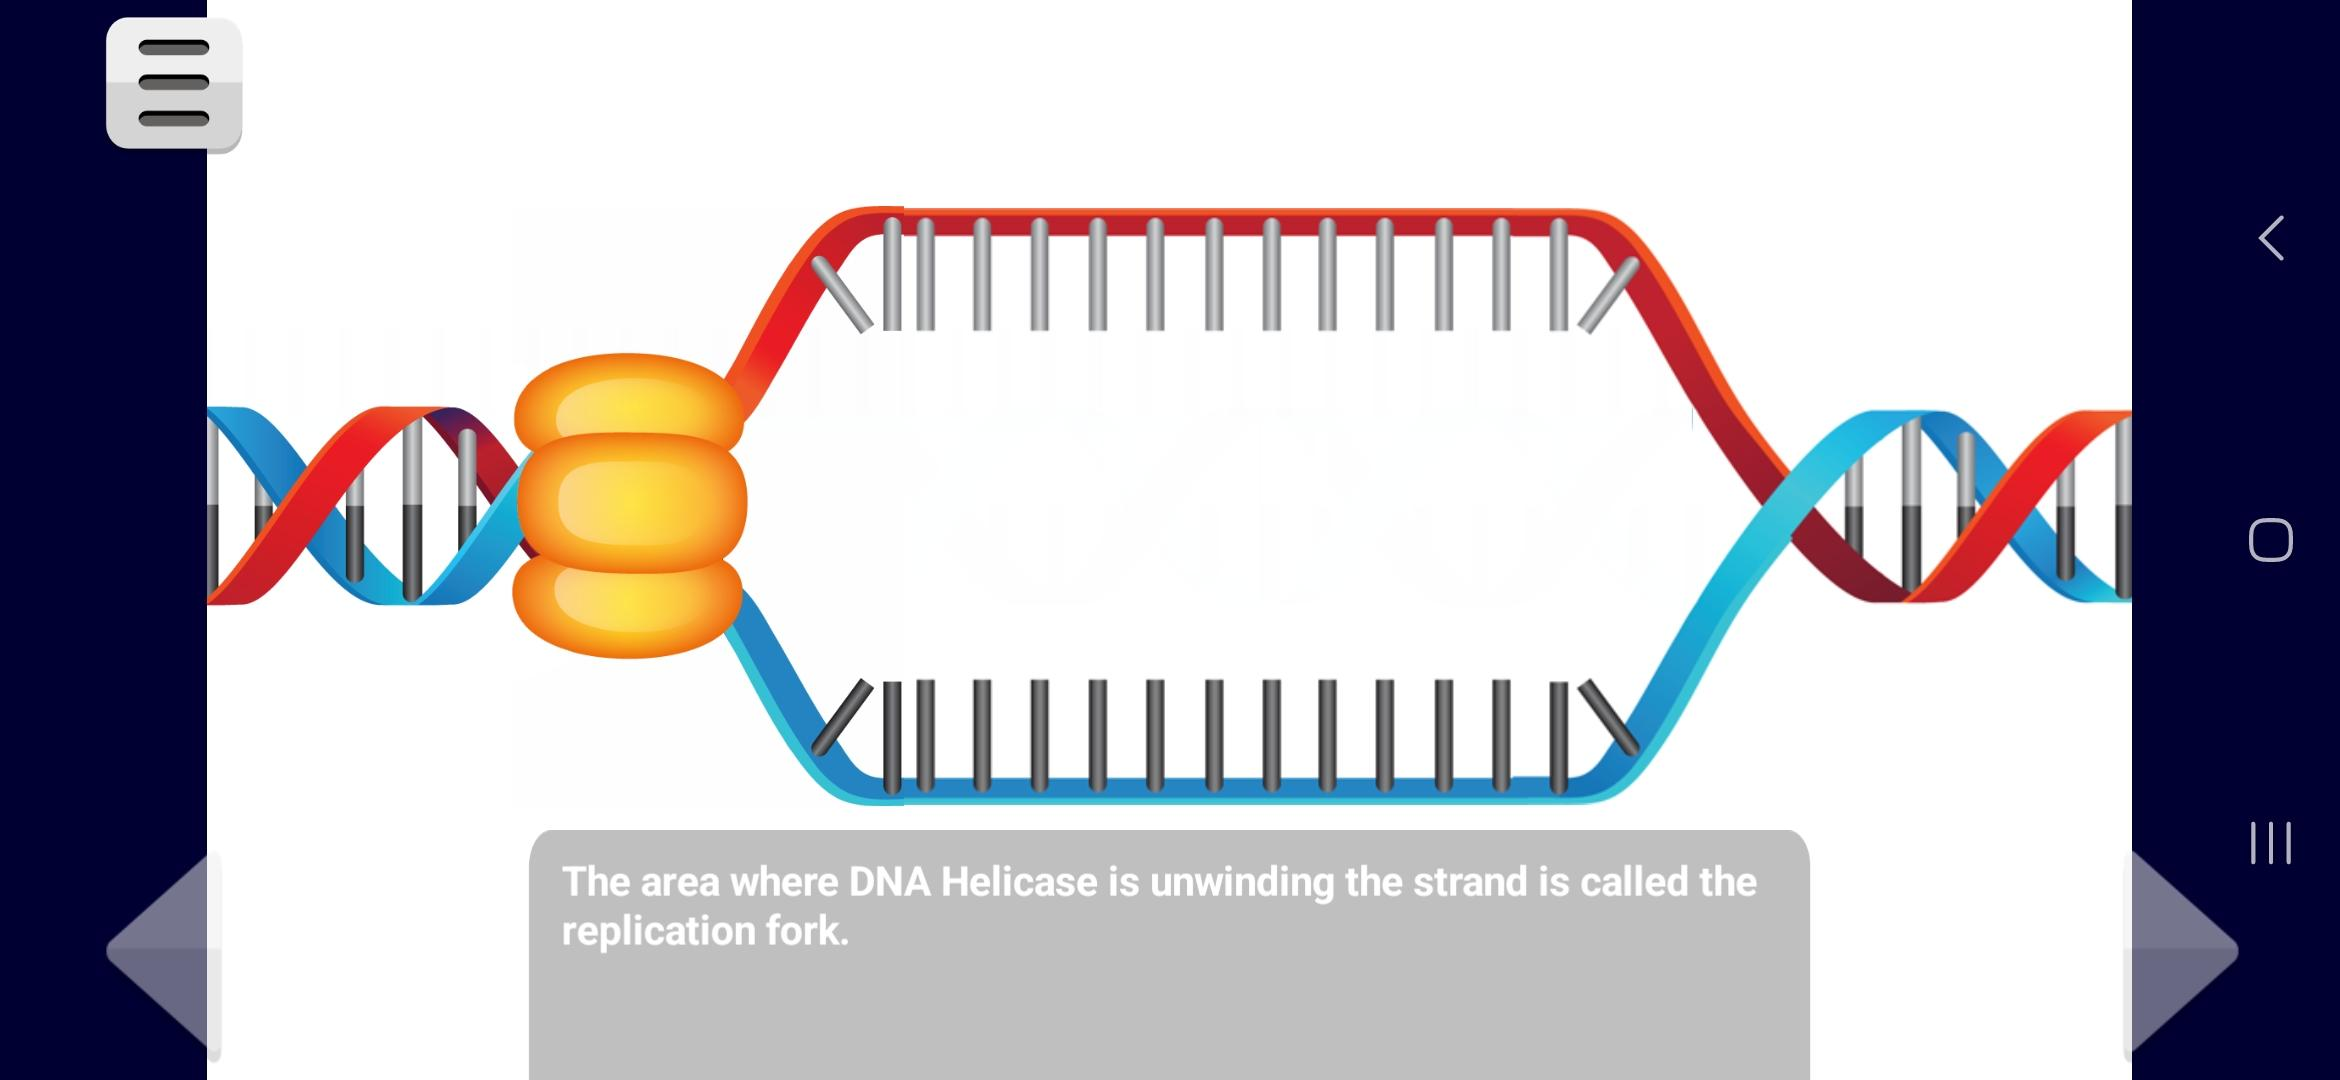 The area where DNA Helicase is unwinding the strand is called the
replication fork.